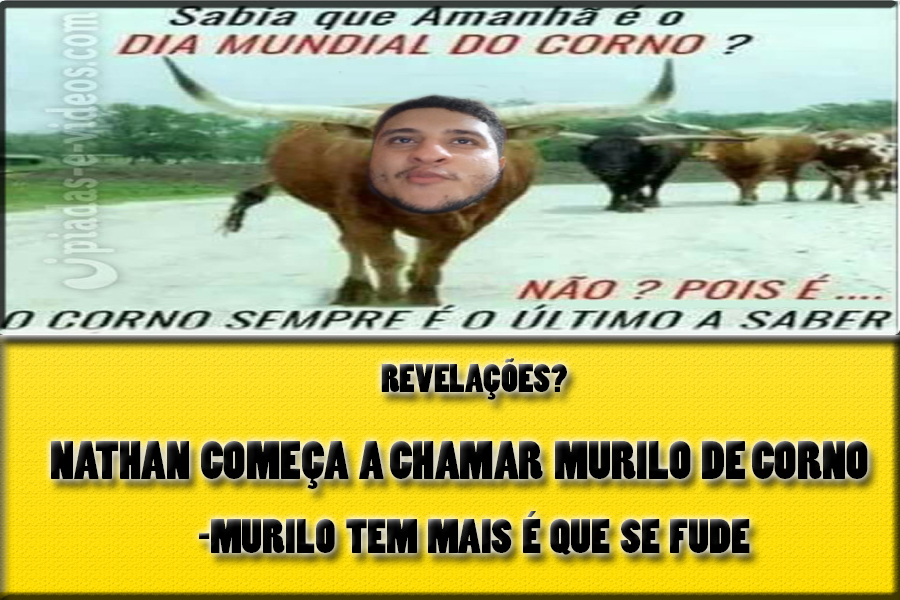 Sabia que Amanhã é o
DIA MUNDIAL DO CORNO ?
piadas-e-videos.com
NÃO ? POIS É ....
O CORNO SEMPRE É O ÚLTIMO A SABER
REVELAÇÕES?
NATHAN COMEÇA A CHAMAR MURILO DE CORNO
-MURILO TEM MAIS É QUE SE FUDE